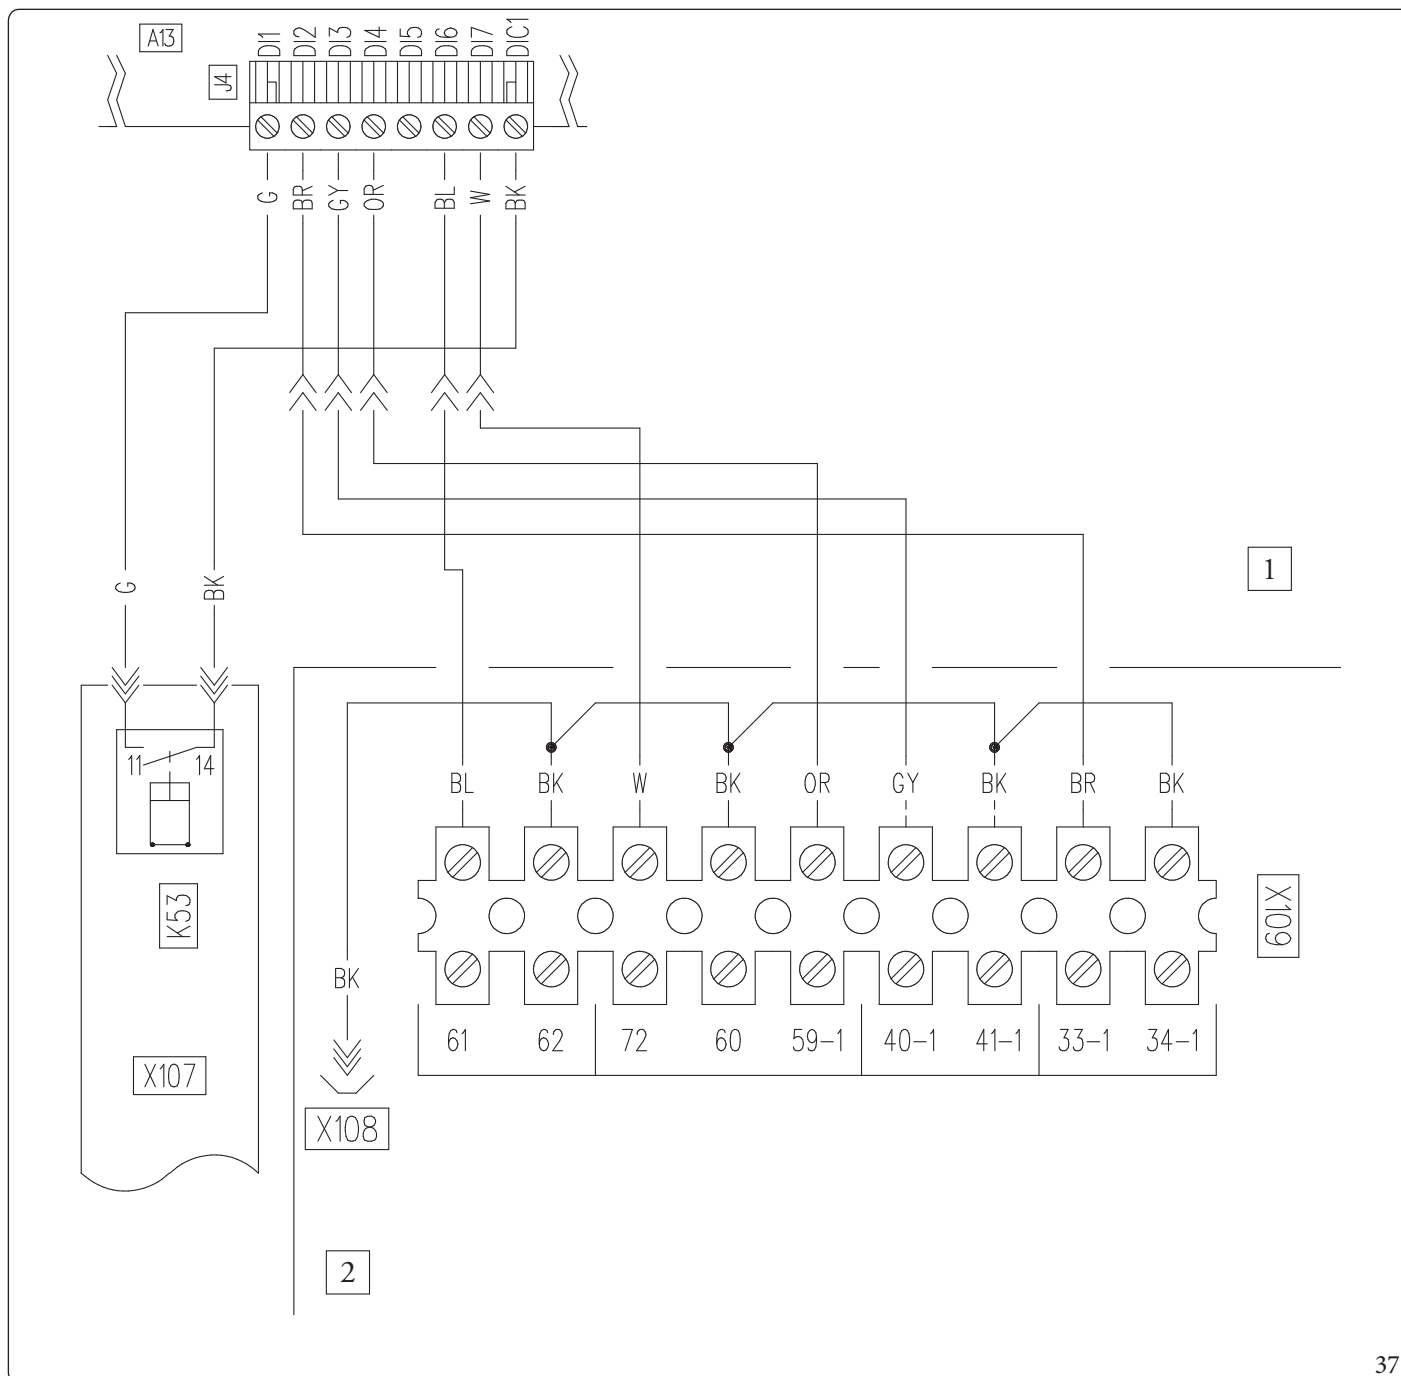 A13
J4
DI1 DI2 DI3 DI4 DI5 DI6 DI7 DIC1
G BR GY OR BL W BK
G BK
1
11 14
BL BK W BK OR GY BK BR BK
K53
X109
BK
61 62 72 60 59-1 40-1 41-1 33-1 34-1
X107
X108
2
37